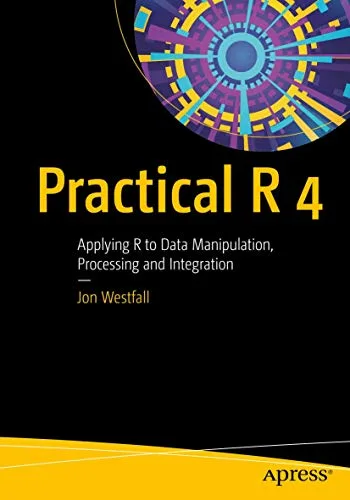 Practical R 4
Applying R to Data Manipulation,
Processing and Integration
—
Jon Westfall
Apress®